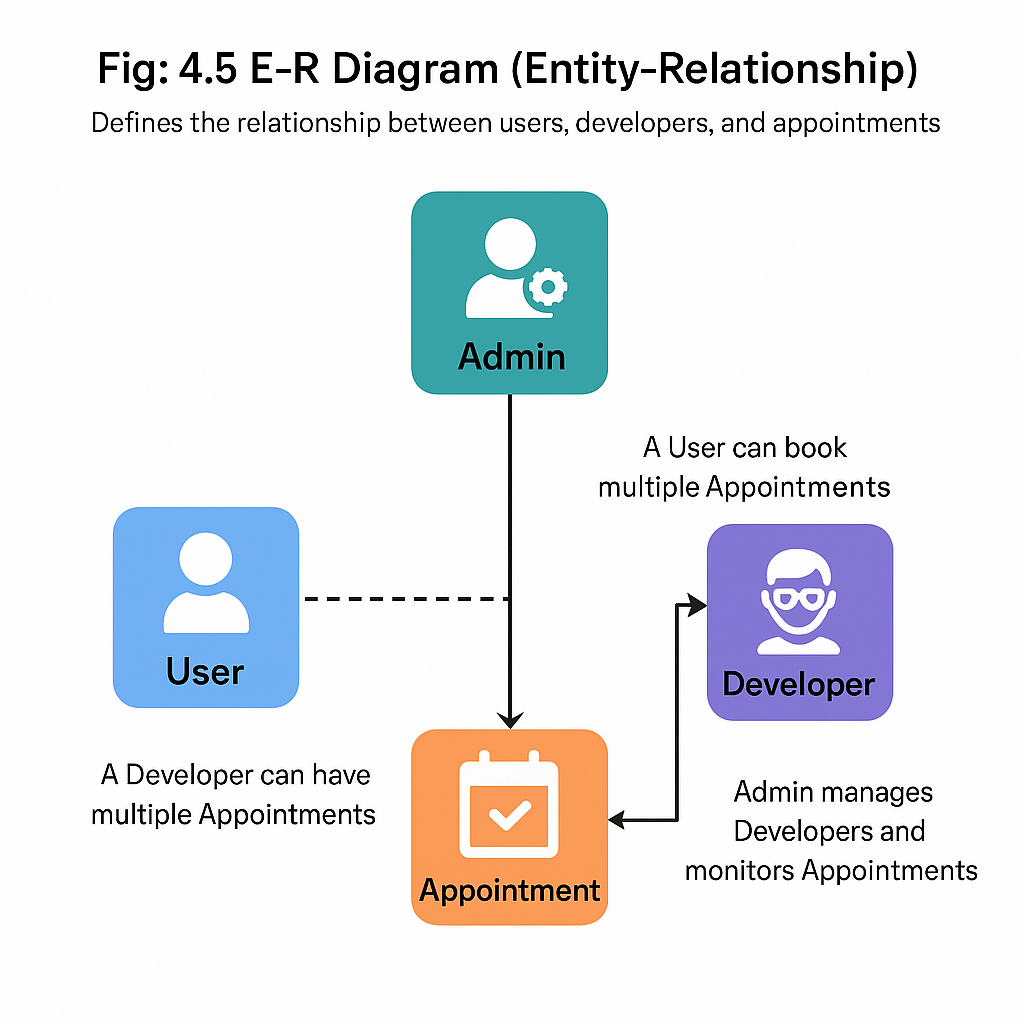 Fig: 4.5 E-R Diagram (Entity-Relationship)
Defines the relationship between users, developers, and appointments
Admin
A User can book
multiple Appointments
User
Developer
A Developer can have
multiple Appointments
Appointment
Admin manages
Developers and
monitors Appointments